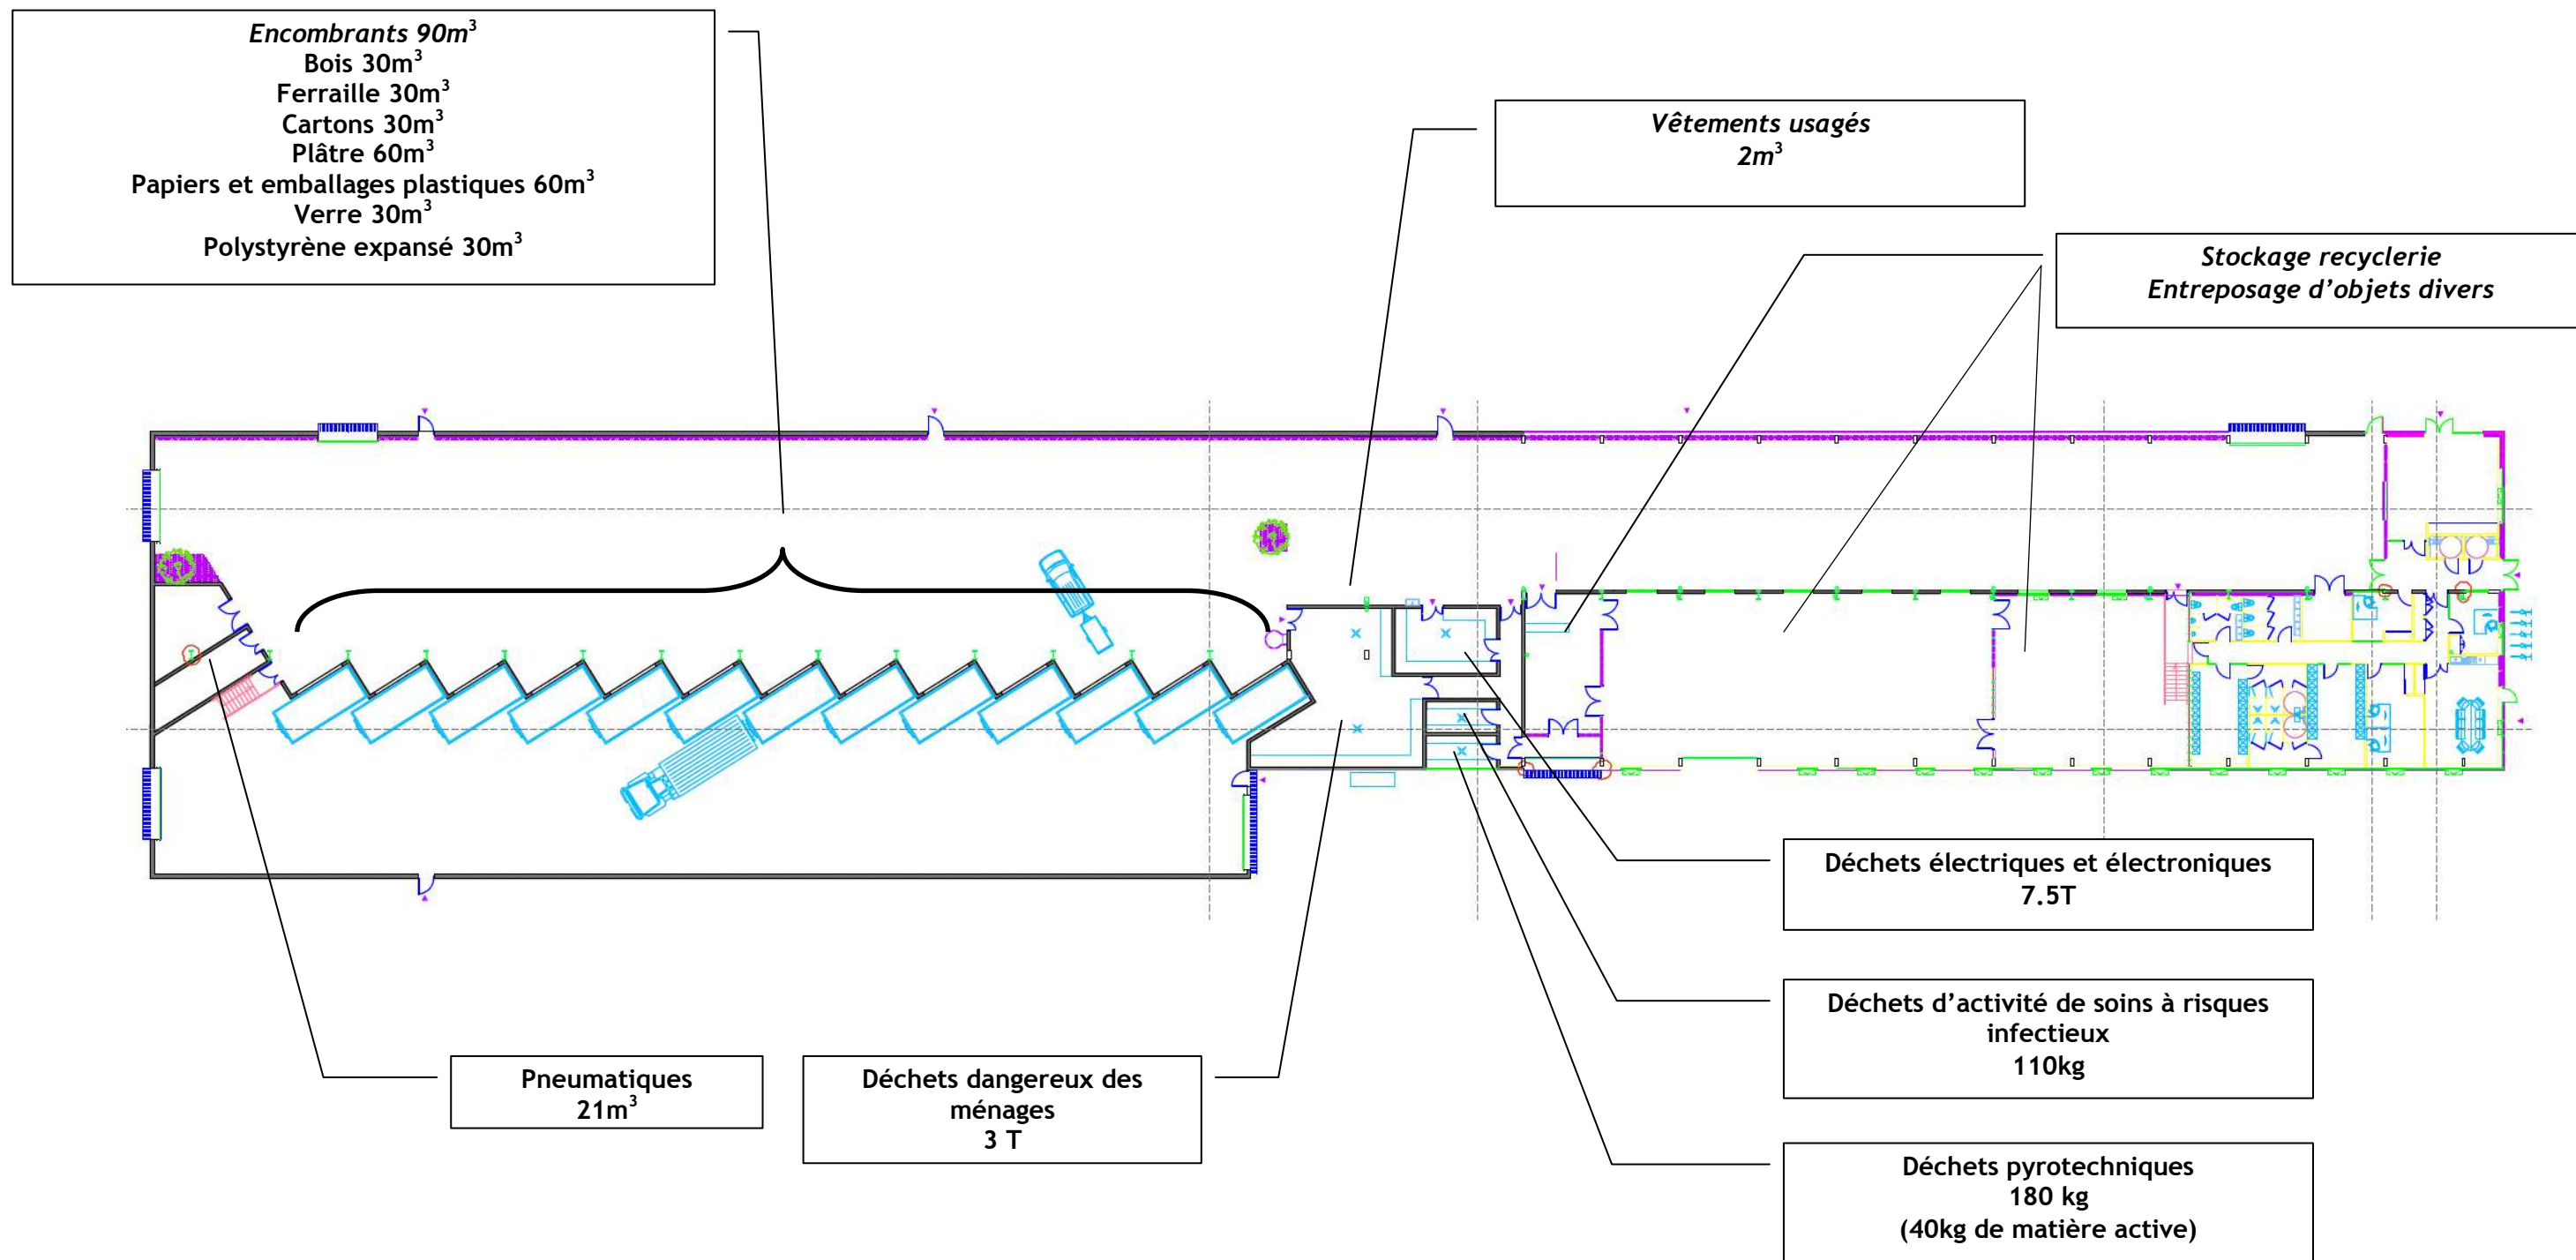 Encombrants 90m³
Bois 30m³
Ferraille 30m³
Cartons 30m³
Plâtre 60m³
Papiers et emballages plastiques 60m³
Verre 30m³
Polystyrène expansé 30m³
Vêtements usagés
2m³
Stockage recyclerie
Entreposage d’objets divers
Déchets électriques et électroniques
7.5T
Déchets d’activité de soins à risques
infectieux
110kg
Pneumatiques
21m³
Déchets dangereux des
ménages
3 T
Déchets pyrotechniques
180 kg
(40kg de matière active)